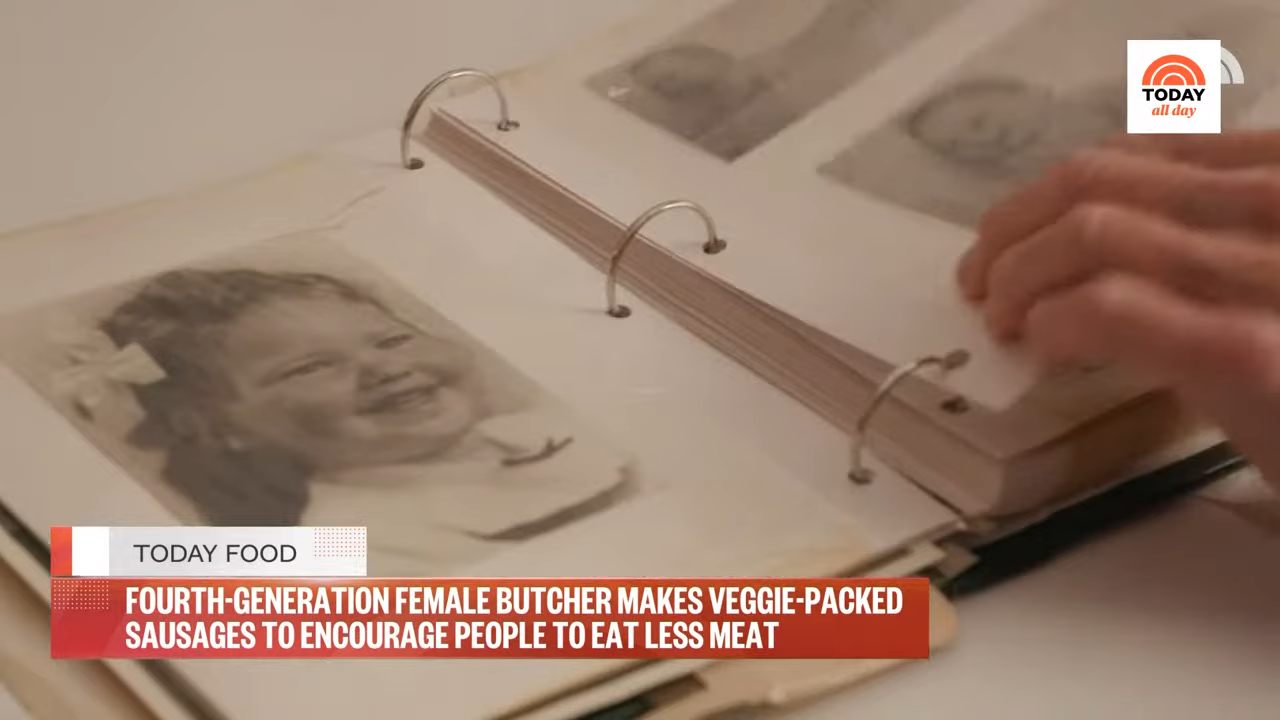 TODAY
all day
TODAY FOOD
FOURTH-GENERATION FEMALE BUTCHER MAKES VEGGIE-PACKED
SAUSAGES TO ENCOURAGE PEOPLE TO EAT LESS MEAT